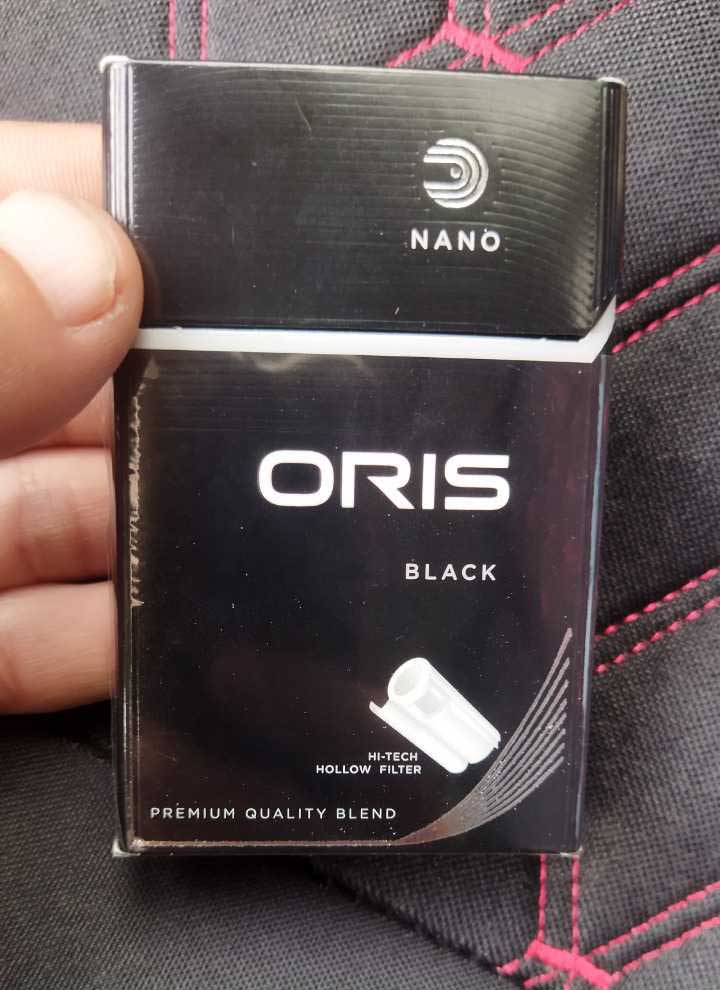 NANO
ORIS
BLACK
HI-TECH
HOLLOW FILTER
PREMIUM QUALITY BLEND